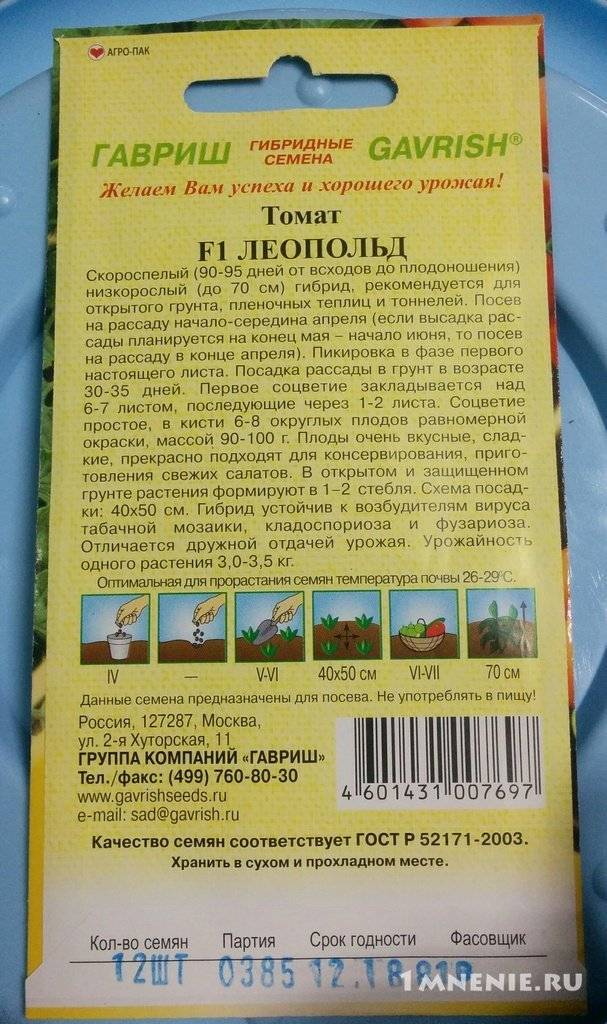 АГРО-ПАК
ГАВРИШ ГИБРИДНЫЕ СЕМЕНА GAVRISH®
Желаем Вам успеха и хорошего урожая!
Томат
F1 ЛЕОПОЛЬД
Скороспелый (90-95 дней от всходов до плодоношения)
низкорослый (до 70 см) гибрид, рекомендуется для
открытого грунта, пленочных теплиц и тоннелей. Посев
на рассаду начало-середина апреля (если высадка рас-
сады планируется на конец мая – начало июня, то посев
на рассаду в конце апреля). Пикировка в фазе первого
настоящего листа. Посадка рассады в грунт в возрасте
30-35 дней. Первое соцветие закладывается над
6-7 листом, последующие через 1-2 листа. Соцветие
простое, в кисти 6-8 округлых плодов равномерной
окраски, массой 90-100 г. Плоды очень вкусные, слад-
кие, прекрасно подходят для консервирования, приго-
товления свежих салатов. В открытом и защищенном
грунте растения формируют в 1–2 стебля. Схема посад-
ки: 40х50 см. Гибрид устойчив к возбудителям вируса
табачной мозаики, кладоспориоза и фузариоза.
Отличается дружной отдачей урожая. Урожайность
одного растения 3,0-3,5 кг.
Оптимальная для прорастания семян температура почвы 26-29°С.
IV — V-VI 40x50 см VI-VII 70 см
Данные семена предназначены для посева. Не употреблять в пищу!
Россия, 127287, Москва,
ул. 2-я Хуторская, 11
ГРУППА КОМПАНИЙ «ГАВРИШ»
Тел./факс: (499) 760-80-30
www.gavrishseeds.ru
e-mail: sad@gavrish.ru
4 601431 007697
Качество семян соответствует ГОСТ Р 52171-2003.
Хранить в сухом и прохладном месте.
Кол-во семян Партия Срок годности Фасовщик
12ШТ 0385 12.18
1MNENIE.RU